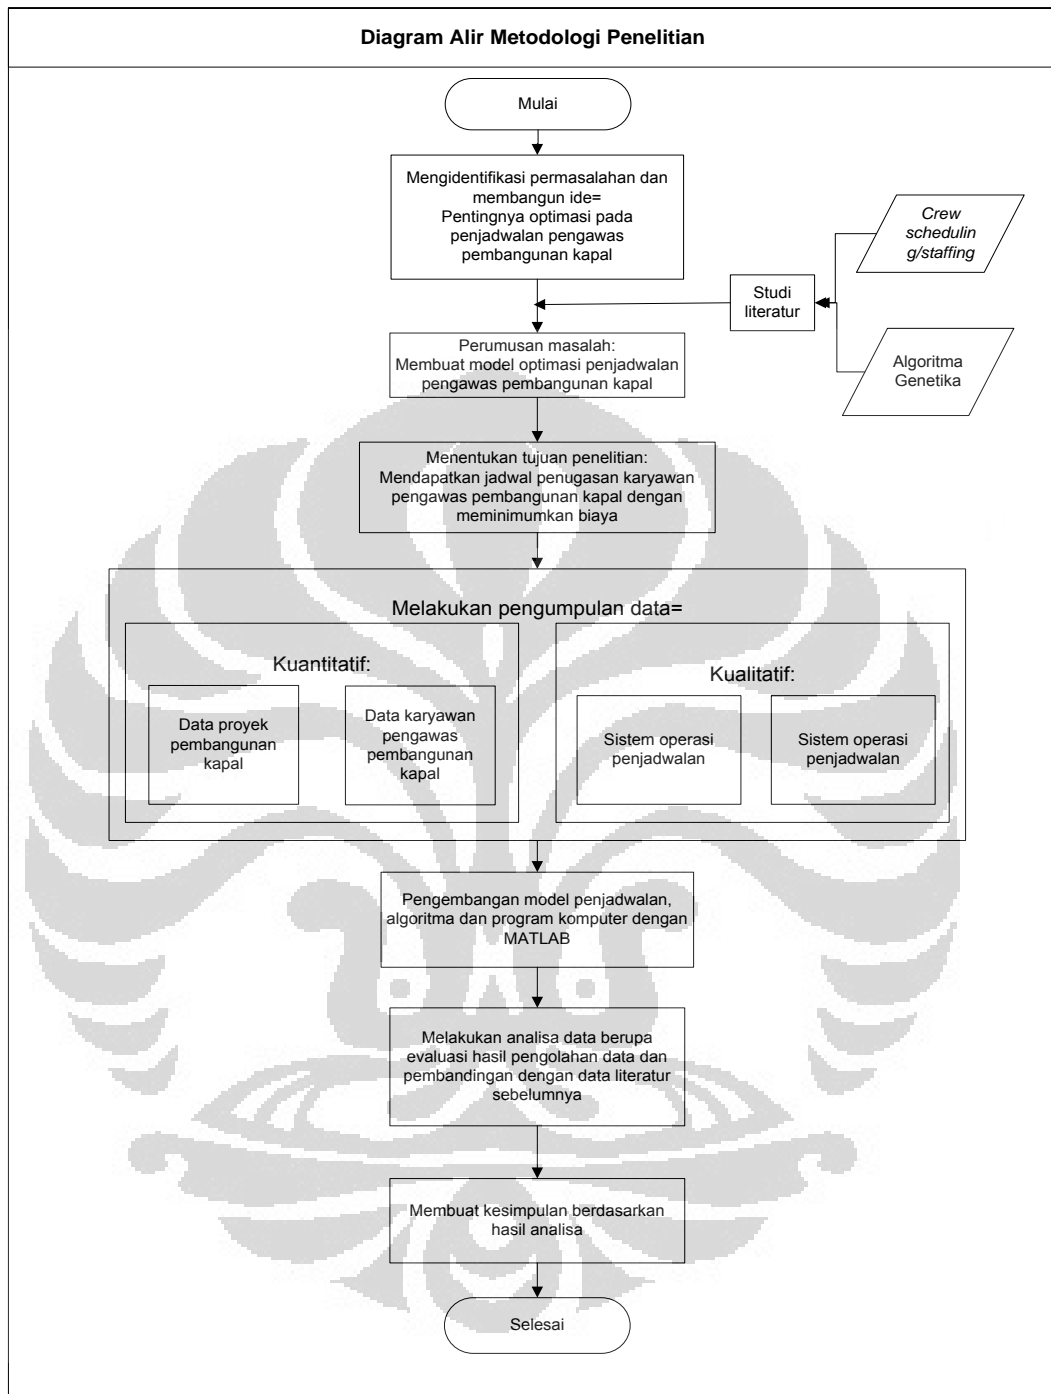 Diagram Alir Metodologi Penelitian
Mulai
Mengidentifikasi permasalahan dan
membangun ide=
Pentingnya optimasi pada
penjadwalan pengawas
pembangunan kapal
Crew
schedulin
g/staffing
Studi
literatur
Algoritma
Genetika
Perumusan masalah:
Membuat model optimasi penjadwalan
pengawas pembangunan kapal
Menentukan tujuan penelitian:
Mendapatkan jadwal penugasan karyawan
pengawas pembangunan kapal dengan
meminimumkan biaya
Melakukan pengumpulan data=
Kuantitatif:
Data proyek
pembangunan
kapal
Data karyawan
pengawas
pembangunan
kapal
Kualitatif:
Sistem operasi
penjadwalan
Sistem operasi
penjadwalan
Pengembangan model penjadwalan,
algoritma dan program komputer dengan
MATLAB
Melakukan analisa data berupa
evaluasi hasil pengolahan data dan
pembandingan dengan data literatur
sebelumnya
Membuat kesimpulan berdasarkan
hasil analisa
Selesai